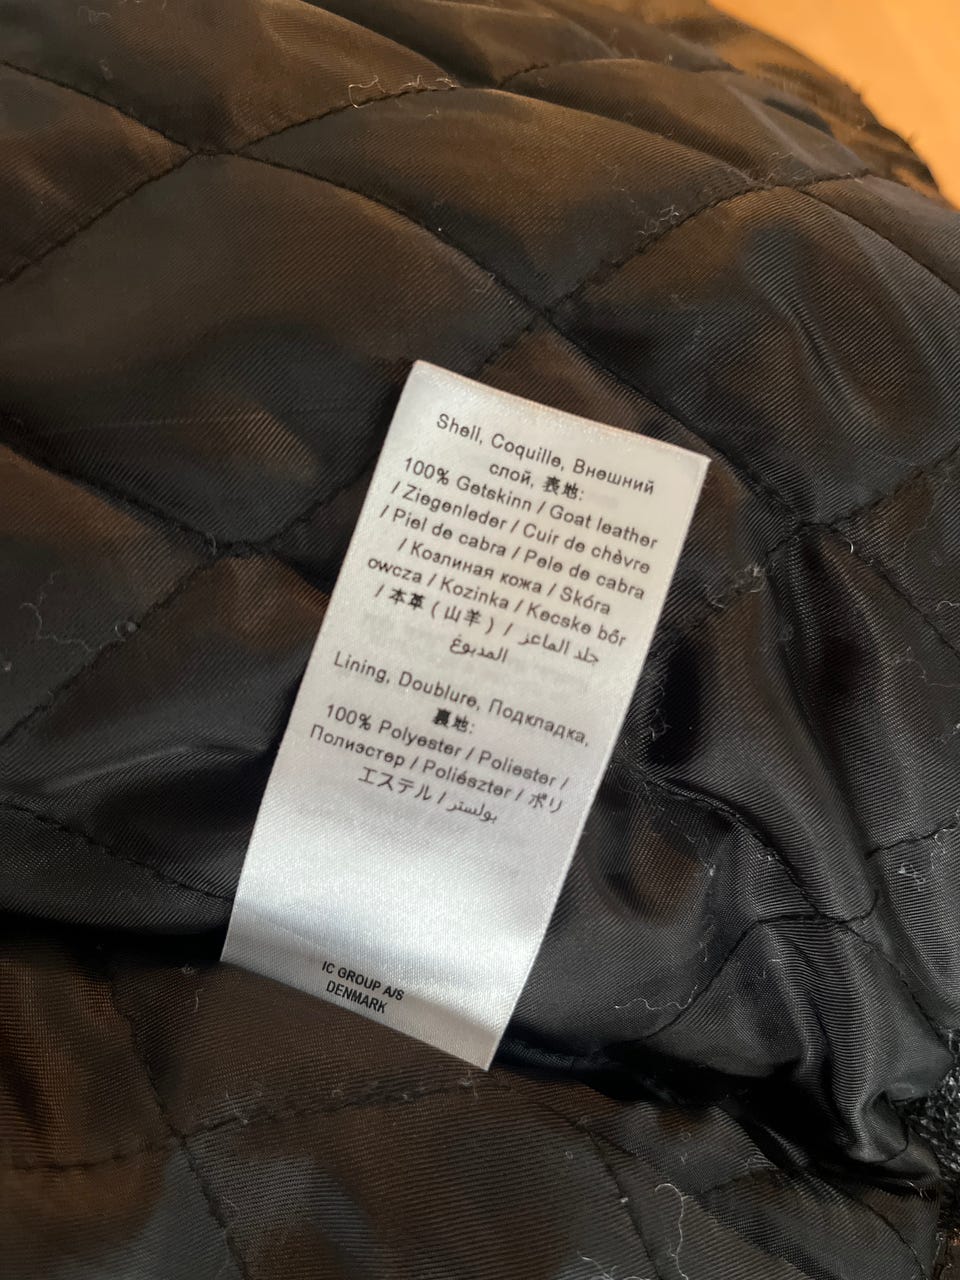 Shell, Coquille, Внешний
слой, 表地:
100% Getskinn / Goat leather
/ Ziegenleder / Cuir de chèvre
/ Piel de cabra / Pele de cabra
/ Козлиная кожа / Skóra
owcza / Kozinka / Kecske bőr
/ 本革 ( 山羊 ) / جلد الماعز
المدبوغ
Lining, Doublure, Подкладка,
裏地:
100% Polyester / Poliester /
Полиэстер / Poliészter / ポリ
エステル / بولستر
IC GROUP A/S
DENMARK